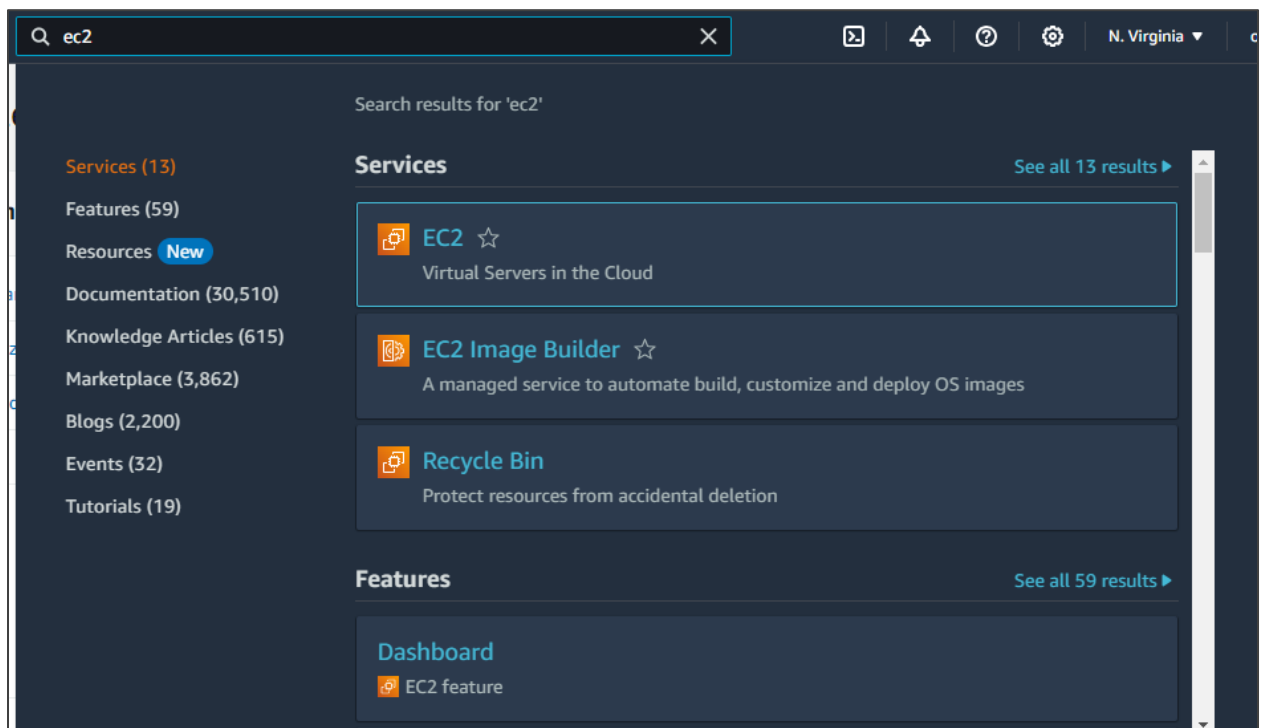 ec2
N. Virginia
Search results for 'ec2'
Services (13)
Features (59)
Resources New
Documentation (30,510)
Knowledge Articles (615)
Marketplace (3,862)
Blogs (2,200)
Events (32)
Tutorials (19)
Services
See all 13 results
EC2
Virtual Servers in the Cloud
EC2 Image Builder
A managed service to automate build, customize and deploy OS images
Recycle Bin
Protect resources from accidental deletion
Features
See all 59 results
Dashboard
EC2 feature